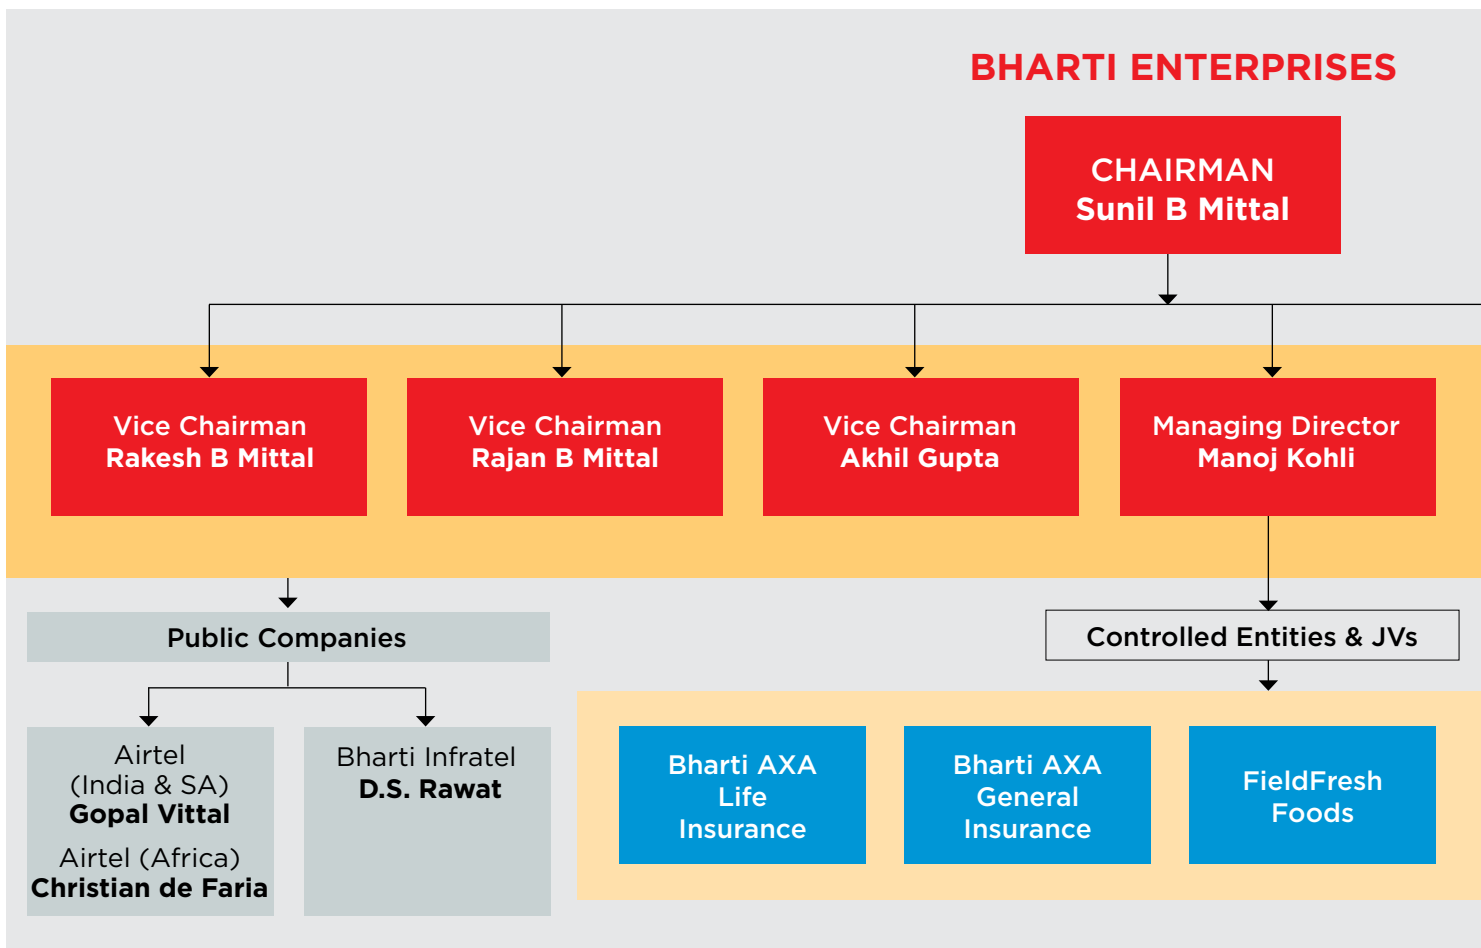 BHARTI ENTERPRISES
CHAIRMAN
Sunil B Mittal
Vice Chairman
Rakesh B Mittal
Vice Chairman
Rajan B Mittal
Vice Chairman
Akhil Gupta
Managing Director
Manoj Kohli
Public Companies
Controlled Entities & JVs
Airtel
(India & SA)
Gopal Vittal
Airtel (Africa)
Christian de Faria
Bharti Infratel
D.S. Rawat
Bharti AXA
Life
Insurance
Bharti AXA
General
Insurance
FieldFresh
Foods